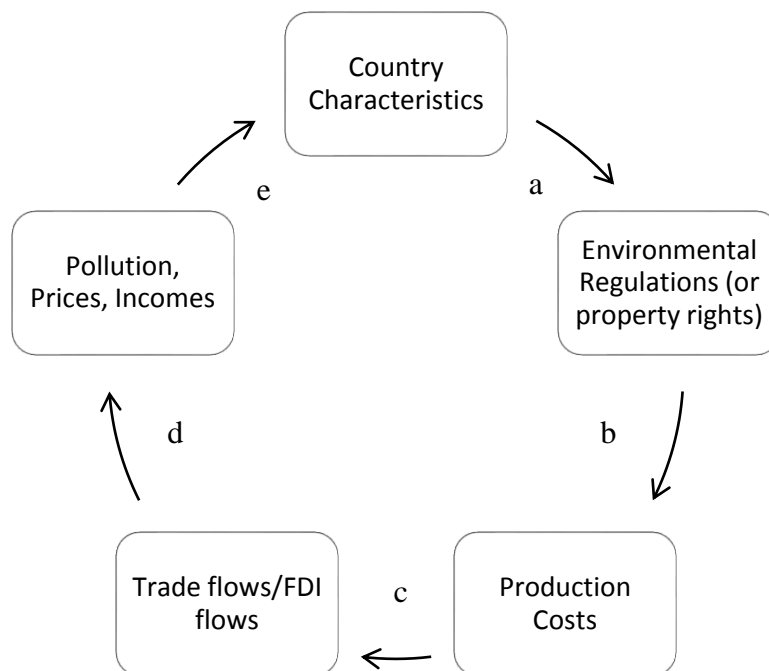 Country
Characteristics
a
Environmental
Regulations (or
property rights)
b
Production
Costs
c
Trade flows/FDI
flows
d
Pollution,
Prices, Incomes
e